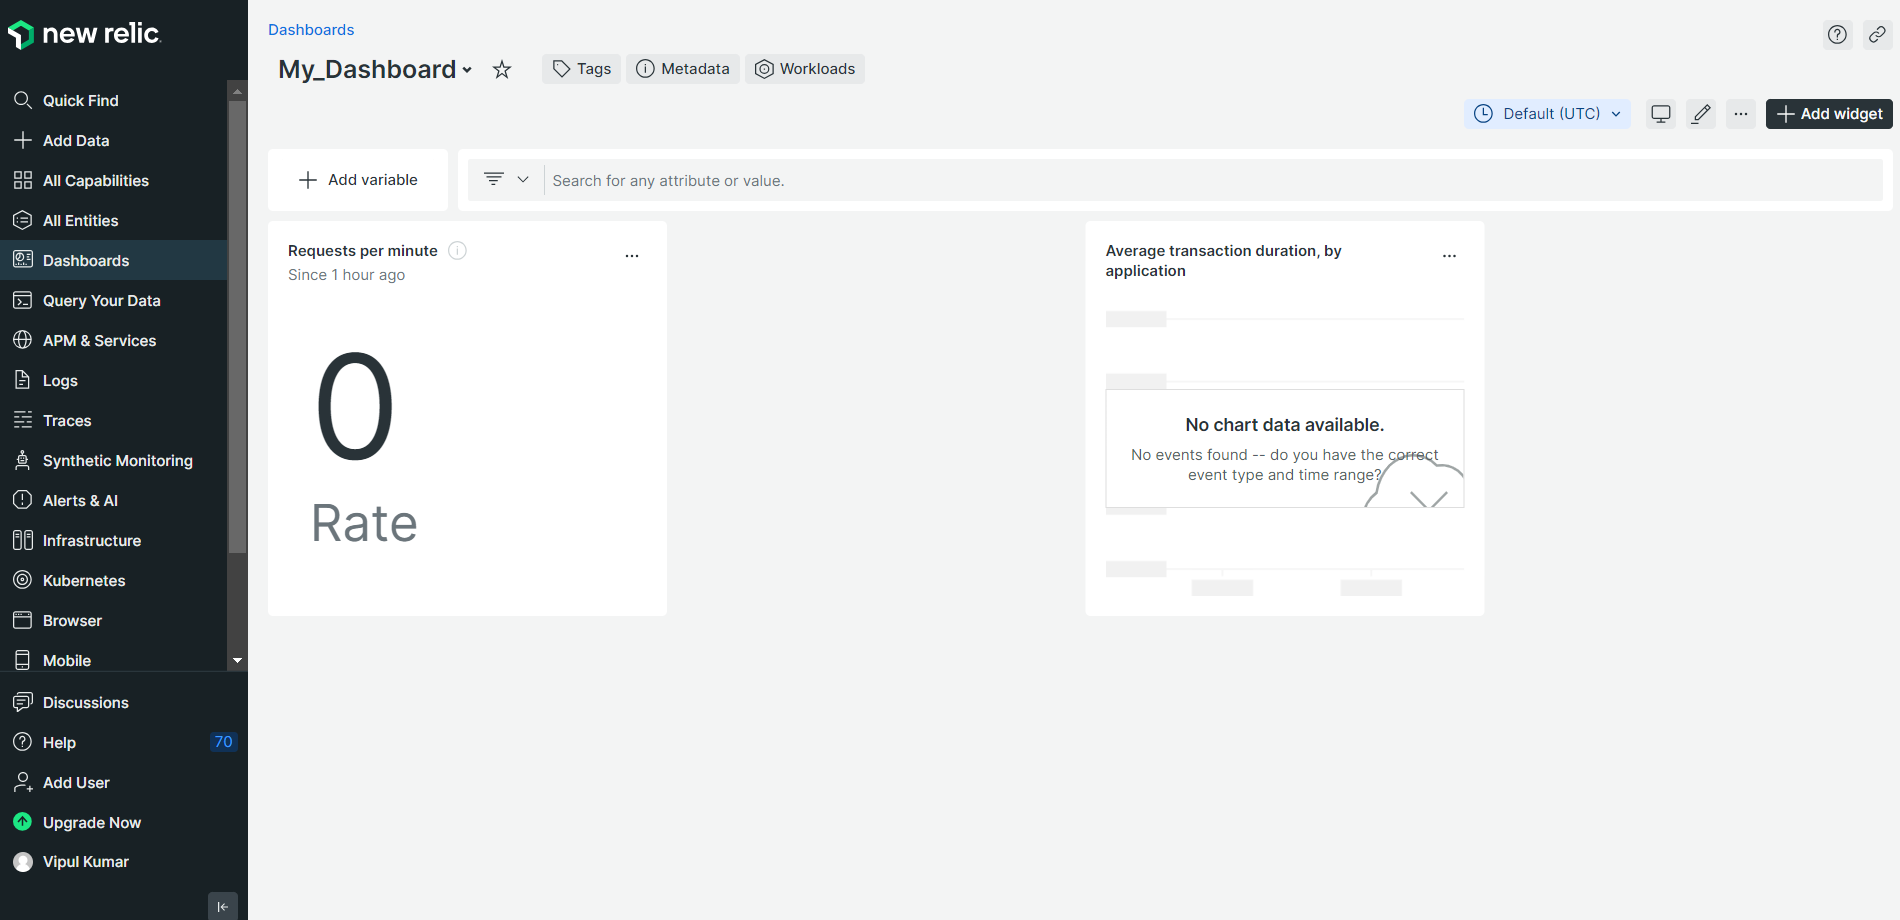 new relic
Quick Find
Add Data
All Capabilities
All Entities
Dashboards
Query Your Data
APM & Services
Logs
Traces
Synthetic Monitoring
Alerts & AI
Infrastructure
Kubernetes
Browser
Mobile
Discussions
Help 70
Add User
Upgrade Now
Vipul Kumar
Dashboards
My_Dashboard
Tags
Metadata
Workloads
Default (UTC)
Add widget
Add variable
Search for any attribute or value.
Requests per minute
Since 1 hour ago
0
Rate
Average transaction duration, by
application
No chart data available.
No events found -- do you have the correct
event type and time range?